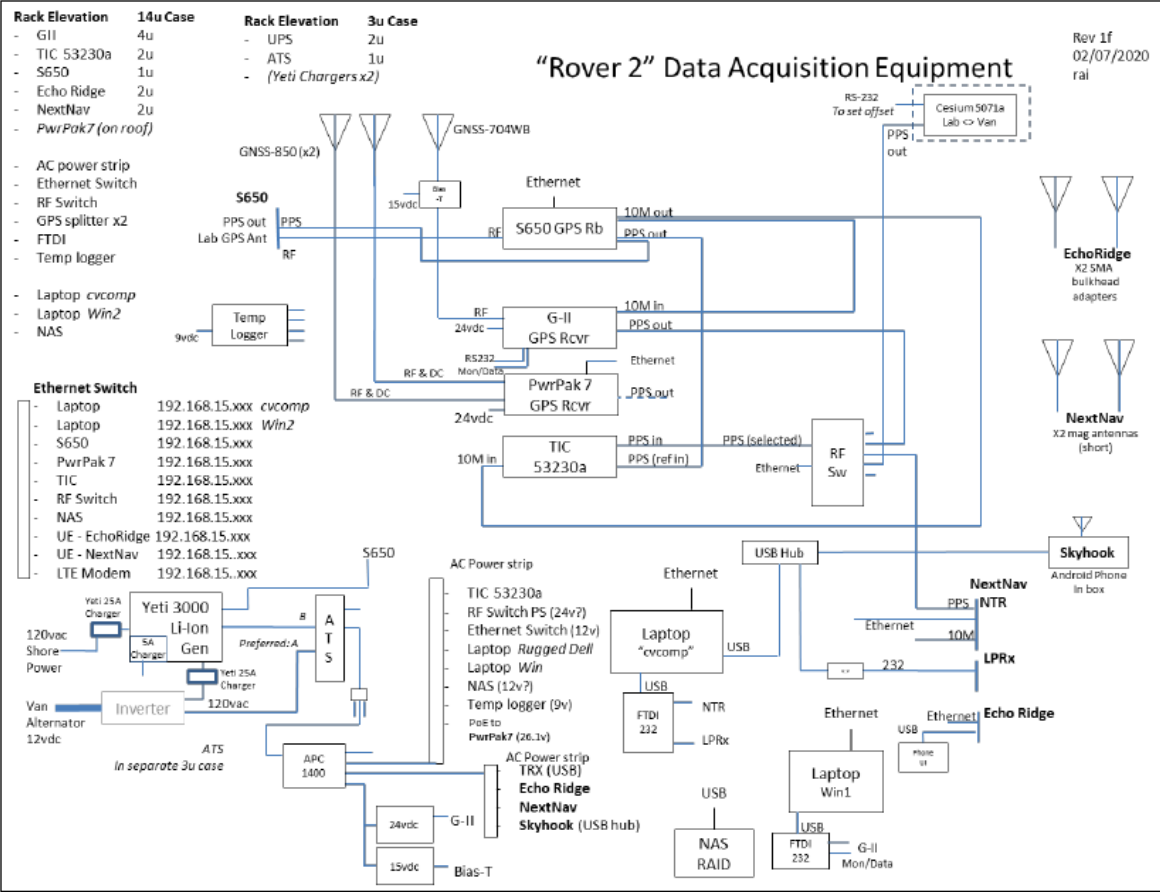 Rack Elevation 14u Case
- GII 4u
- TIC 53230a 2u
- S650 1u
- Echo Ridge 2u
- NextNav 2u
- PwrPak7 (on roof)
- AC power strip
- Ethernet Switch
- RF Switch
- GPS splitter x2
- FTDI
- Temp logger
- Laptop cvcomp
- Laptop Win2
- NAS
Rack Elevation 3u Case
- UPS 2u
- ATS 1u
- (Yeti Chargers x2)
“Rover 2” Data Acquisition Equipment
Rev 1f
02/07/2020
rai
RS-232
To set offset
Cesium 5071a
Lab <> Van
PPS
out
GNSS-850 (x2)
GNSS-704WB
15vdc
Bias
-T
Ethernet
S650
PPS out
Lab GPS Ant
PPS
RF
RF
S650 GPS Rb
10M out
PPS out
EchoRidge
X2 SMA
bulkhead
adapters
Temp
Logger
9vdc
RF
24vdc
G-II
GPS Rcvr
10M in
PPS out
RS232
Mon/Data
Ethernet
RF & DC
RF & DC
PwrPak 7
GPS Rcvr
PPS out
24vdc
NextNav
X2 mag antennas
(short)
10M in
TIC
53230a
PPS in
PPS (ref in)
PPS (selected)
Ethernet
RF
Sw
Ethernet Switch
- Laptop 192.168.15.xxx cvcomp
- Laptop 192.168.15.xxx Win2
- S650 192.168.15.xxx
- PwrPak 7 192.168.15.xxx
- TIC 192.168.15.xxx
- RF Switch 192.168.15.xxx
- NAS 192.168.15.xxx
- UE - EchoRidge 192.168.15.xxx
- UE - NextNav 192.168.15..xxx
- LTE Modem 192.168.15..xxx
S650
Yeti 25A
Charger
Yeti 3000
Li-Ion
Gen
5A
Charger
120vac
Shore
Power
B
Preferred: A
A
T
S
Yeti 25A
Charger
Van
Alternator
12vdc
Inverter
120vac
ATS
In separate 3u case
APC
1400
24vdc
G-II
15vdc
Bias-T
AC Power strip
- TIC 53230a
- RF Switch PS (24v?)
- Ethernet Switch (12v)
- Laptop Rugged Dell
- Laptop Win
- NAS (12v?)
- Temp logger (9v)
- PoE to
PwrPak7 (26.1v)
AC Power strip
- TRX (USB)
- Echo Ridge
- NextNav
- Skyhook (USB hub)
USB Hub
Skyhook
Android Phone
In box
Ethernet
Laptop
“cvcomp”
USB
USB
FTDI
232
NTR
LPRx
NextNav
PPS
NTR
Ethernet
10M
232
LPRx
Ethernet
Echo Ridge
USB
Phone
UI
Ethernet
Laptop
Win1
USB
FTDI
232
G-II
Mon/Data
USB
NAS
RAID